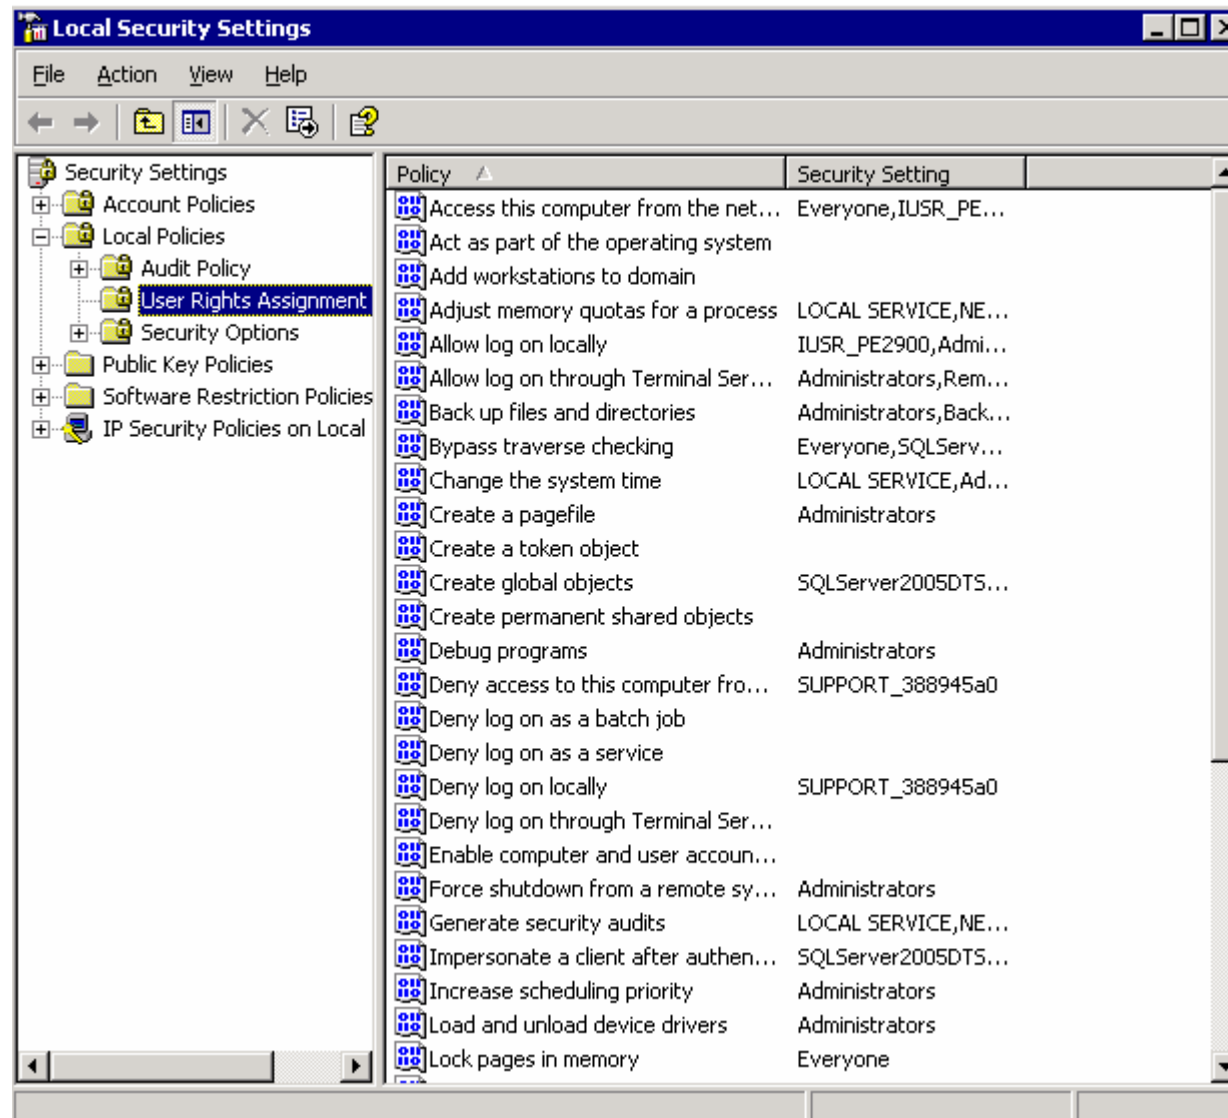 Local Security Settings
File Action View Help
Security Settings
Account Policies
Local Policies
Audit Policy
User Rights Assignment
Security Options
Public Key Policies
Software Restriction Policies
IP Security Policies on Local
Policy Security Setting
Access this computer from the net... Everyone,IUSR_PE...
Act as part of the operating system
Add workstations to domain
Adjust memory quotas for a process LOCAL SERVICE,NE...
Allow log on locally IUSR_PE2900,Admi...
Allow log on through Terminal Ser... Administrators,Rem...
Back up files and directories Administrators,Back...
Bypass traverse checking Everyone,SQLServ...
Change the system time LOCAL SERVICE,Ad...
Create a pagefile Administrators
Create a token object
Create global objects SQLServer2005DTS...
Create permanent shared objects
Debug programs Administrators
Deny access to this computer fro... SUPPORT_388945a0
Deny log on as a batch job
Deny log on as a service
Deny log on locally SUPPORT_388945a0
Deny log on through Terminal Ser...
Enable computer and user accoun...
Force shutdown from a remote sy... Administrators
Generate security audits LOCAL SERVICE,NE...
Impersonate a client after authen... SQLServer2005DTS...
Increase scheduling priority Administrators
Load and unload device drivers Administrators
Lock pages in memory Everyone